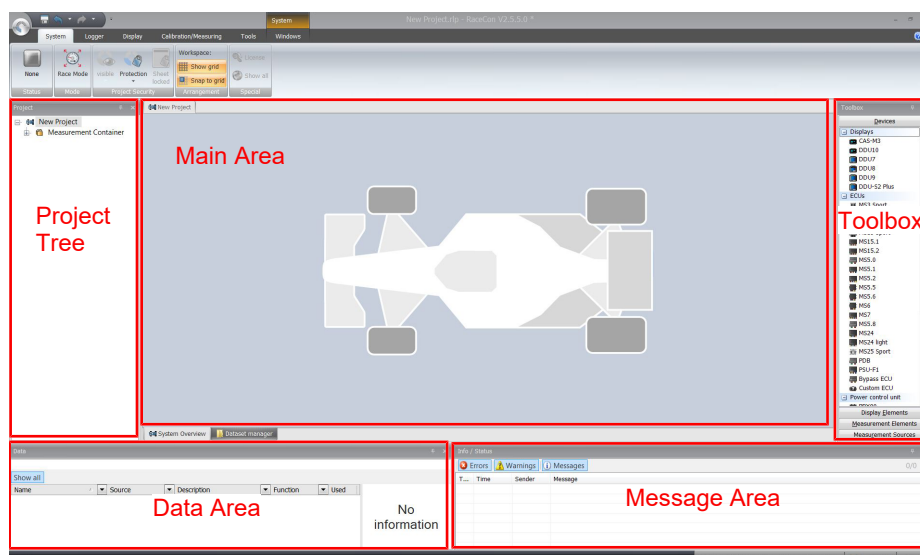 System
New Project.rtp - RaceCon V2.5.5.0 *
System Logger Display Calibration/Measuring Tools Windows
None
Status
Race Mode
Mode
visible
Protection
Sheet
locked
Project Security
Workspace:
Show grid
Snap to grid
Arrangement
License
Show all
Special
Project
New Project
Measurement Container
Project
Tree
New Project
Main Area
System Overview Dataset manager
Toolbox
Devices
Displays
CAS-M3
DDU10
DDU7
DDU8
DDU9
DDU-S2 Plus
ECUs
MS3 Sport
Toolbox
MS15.1
MS15.2
MS5.0
MS5.1
MS5.2
MS5.5
MS5.6
MS6
MS7
MS5.8
MS24
MS24 light
MS25 Sport
PDB
PSU-F1
Bypass ECU
Custom ECU
Power control unit
Display Elements
Measurement Elements
Measurement Sources
Data
Show all
Name Source Description Function Used
Data Area
No
information
Info / Status
Errors Warnings Messages 0/0
T... Time Sender Message
Message Area